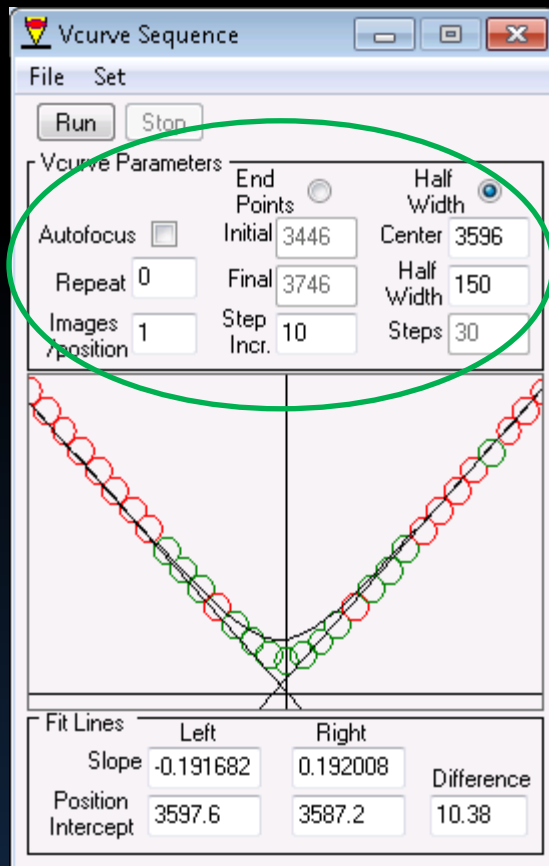 Vcurve Sequence
File Set
Run Stop
Vcurve Parameters
End Points
Half Width
Autofocus Initial 3446 Center 3596
Repeat 0 Final 3746 Half Width 150
Images /position 1 Step Incr. 10 Steps 30
Fit Lines
Left Right
Slope -0.191682 0.192008 Difference
Position Intercept 3597.6 3587.2 10.38